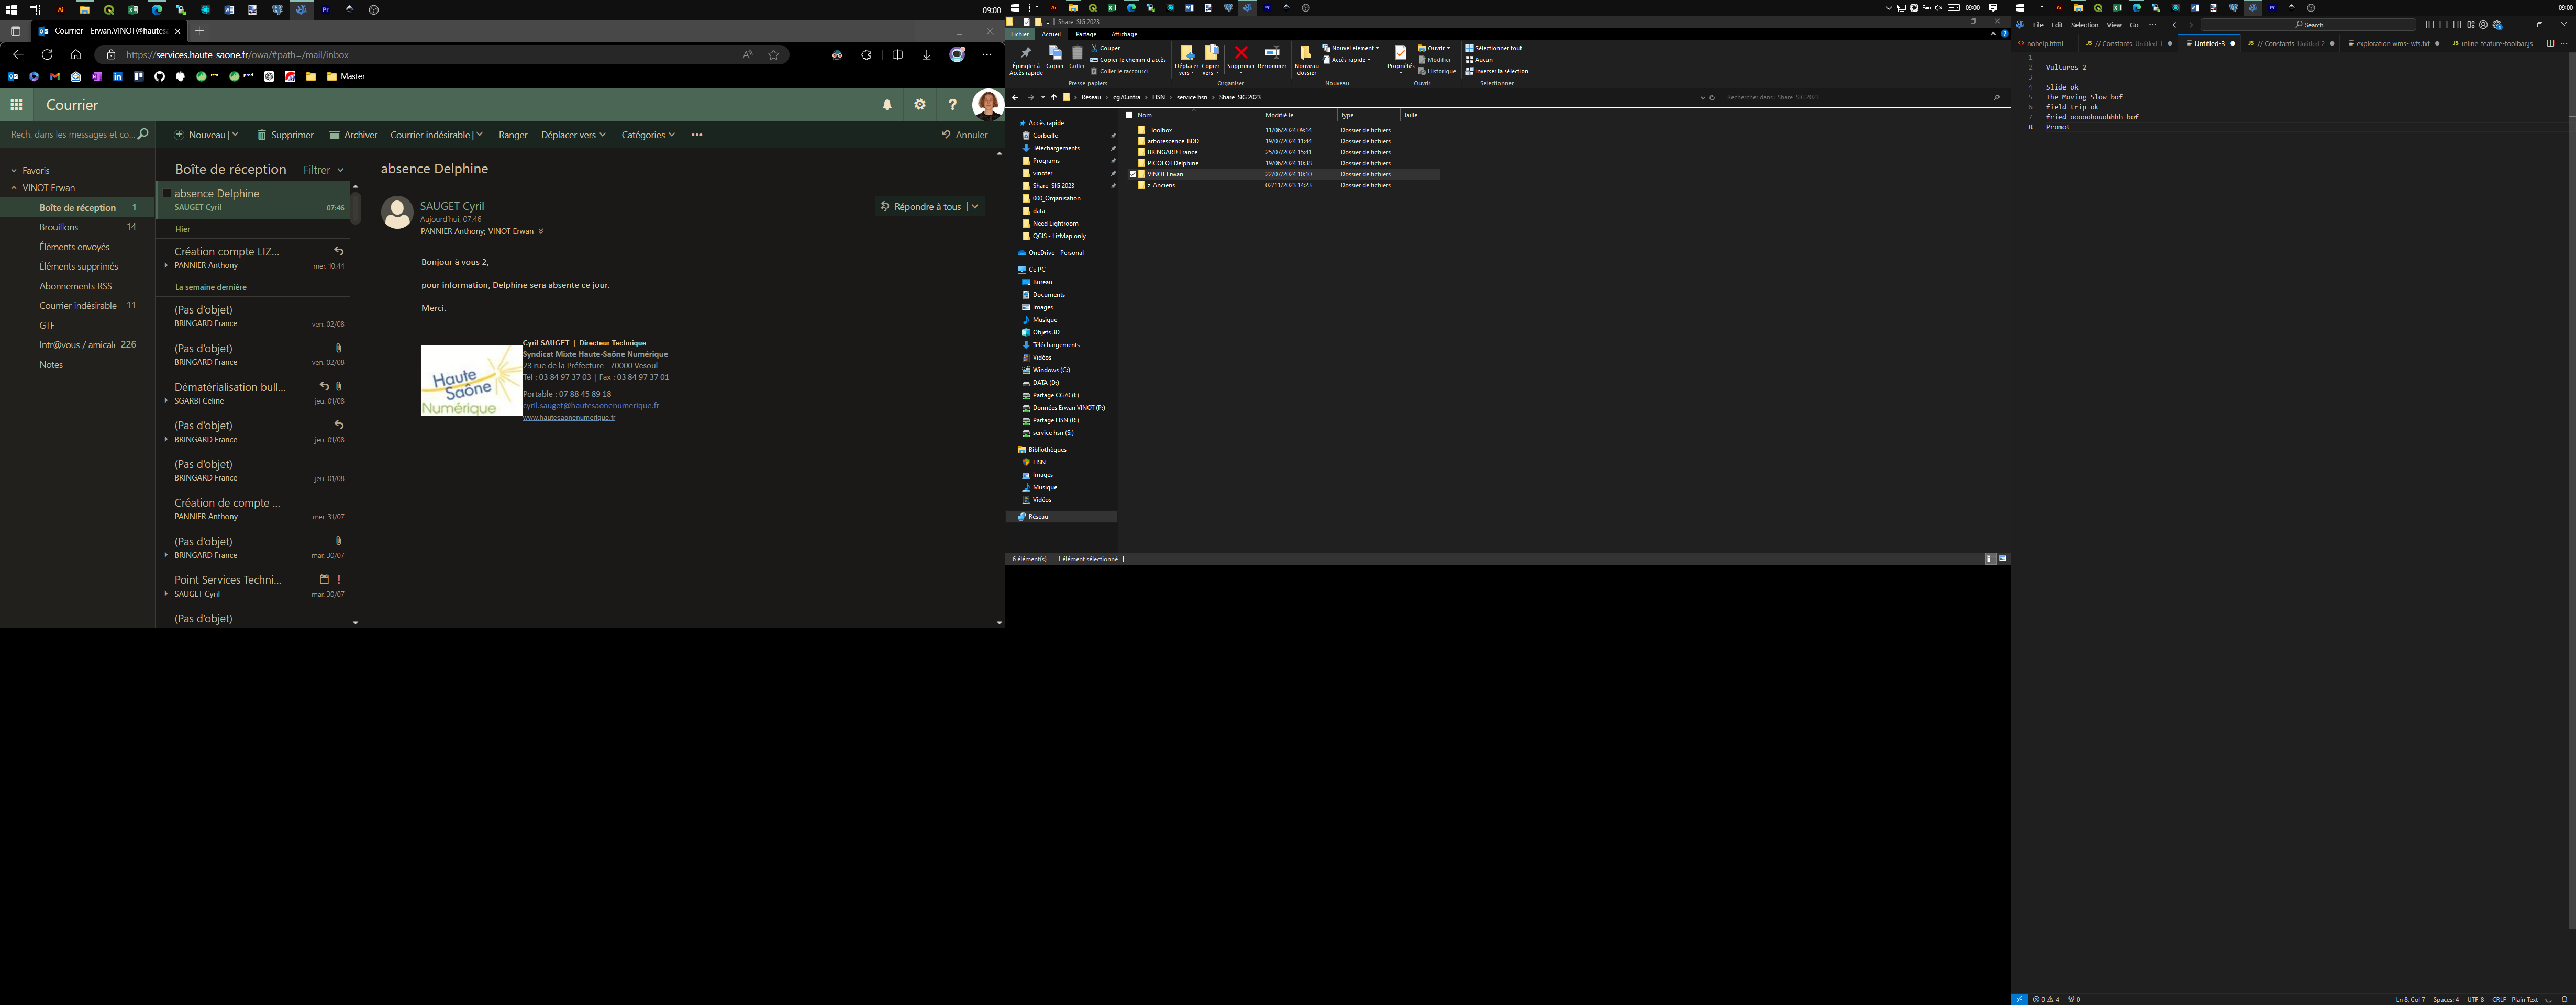 09:00
Courrier - Erwan.VINOT@hautes-
https://services.haute-saone.fr/owa/#path=/mail/inbox
test
prod
Master
Courrier
Rech. dans les messages et co...
Nouveau
Supprimer
Archiver
Courrier indésirable
Ranger
Déplacer vers
Catégories
Annuler
Favoris
VINOT Erwan
Boîte de réception 1
Brouillons 14
Éléments envoyés
Éléments supprimés
Abonnements RSS
Courrier indésirable 11
GTF
Intr@vous / amicale 226
Notes
Boîte de réception
Filtrer
absence Delphine
SAUGET Cyril 07:46
Hier
Création compte LIZ...
PANNIER Anthony mer. 10:44
La semaine dernière
(Pas d'objet)
BRINGARD France ven. 02/08
(Pas d'objet)
BRINGARD France ven. 02/08
Dématérialisation bull...
SGARBI Celine jeu. 01/08
(Pas d'objet)
BRINGARD France jeu. 01/08
(Pas d'objet)
BRINGARD France jeu. 01/08
Création de compte ...
PANNIER Anthony mer. 31/07
(Pas d'objet)
BRINGARD France mar. 30/07
Point Services Techni...
SAUGET Cyril mar. 30/07
(Pas d'objet)
absence Delphine
SAUGET Cyril
Aujourd'hui, 07:46
PANNIER Anthony; VINOT Erwan
Répondre à tous
Bonjour à vous 2,
pour information, Delphine sera absente ce jour.
Merci.
Haute
Saône
Numérique
Cyril SAUGET | Directeur Technique
Syndicat Mixte Haute-Saône Numérique
23 rue de la Préfecture - 70000 Vesoul
Tél : 03 84 97 37 03 | Fax : 03 84 97 37 01
Portable : 07 88 45 89 18
cyril.sauget@hautesaonenumerique.fr
www.hautesaonenumerique.fr
09:00
Share SIG 2023
Fichier
Accueil
Partage
Affichage
Épingler à
Accès rapide
Copier
Coller
Couper
Copier le chemin d'accès
Coller le raccourci
Presse-papiers
Déplacer
vers
Copier
vers
Supprimer
Renommer
Organiser
Nouveau
dossier
Nouvel élément
Accès rapide
Nouveau
Propriétés
Ouvrir
Modifier
Historique
Ouvrir
Sélectionner tout
Aucun
Inverser la sélection
Sélectionner
Réseau > cg70.intra > HSN > service hsn > Share SIG 2023
Rechercher dans : Share SIG 2023
Accès rapide
Corbeille
Téléchargements
Programs
vinoter
Share SIG 2023
000_Organisation
data
Need Lightroom
QGIS - LizMap only
OneDrive - Personal
Ce PC
Bureau
Documents
Images
Musique
Objets 3D
Téléchargements
Vidéos
Windows (C:)
DATA (D:)
Partage CG70 (I:)
Données Erwan VINOT (P:)
Partage HSN (R:)
service hsn (S:)
Bibliothèques
HSN
Images
Musique
Vidéos
Réseau
Nom Modifié le Type Taille
_Toolbox 11/06/2024 09:14 Dossier de fichiers
arborescence_BDD 19/07/2024 11:44 Dossier de fichiers
BRINGARD France 25/07/2024 15:41 Dossier de fichiers
PICOLOT Delphine 19/06/2024 10:38 Dossier de fichiers
VINOT Erwan 22/07/2024 10:10 Dossier de fichiers
z_Anciens 02/11/2023 14:23 Dossier de fichiers
6 élément(s) | 1 élément sélectionné |
09:00
File Edit Selection View Go ...
Search
nohelp.html
JS // Constants Untitled-1
Untitled-3
JS // Constants Untitled-2
exploration wms- wfs.txt
JS inline_feature-toolbar.js
1
2 Vultures 2
3
4 Slide ok
5 The Moving Slow bof
6 field trip ok
7 fried ooooohouohhhh bof
8 Promot
0 4 0
Ln 8, Col 7 Spaces: 4 UTF-8 CRLF Plain Text